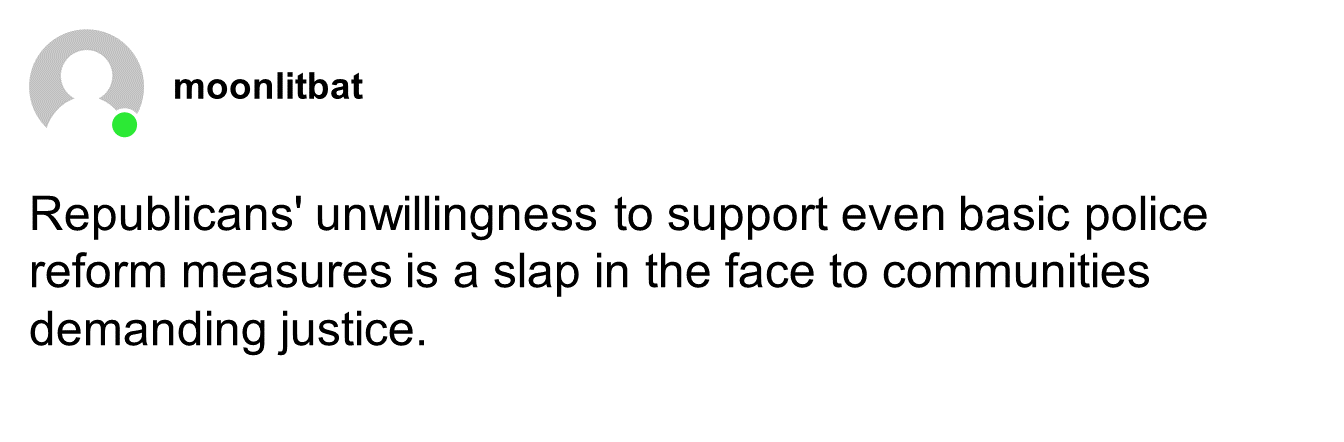 moonlitbat
Republicans' unwillingness to support even basic police
reform measures is a slap in the face to communities
demanding justice.